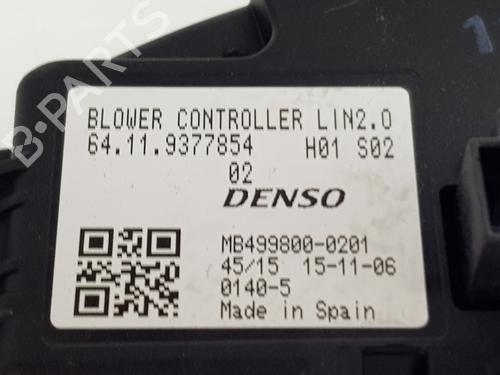 BLOWER CONTROLLER LIN2.0
64.11.9377854 H01 S02
02
DENSO
MB499800-0201
45/15 15-11-06
0140-5
Made in Spain
B-PARTS